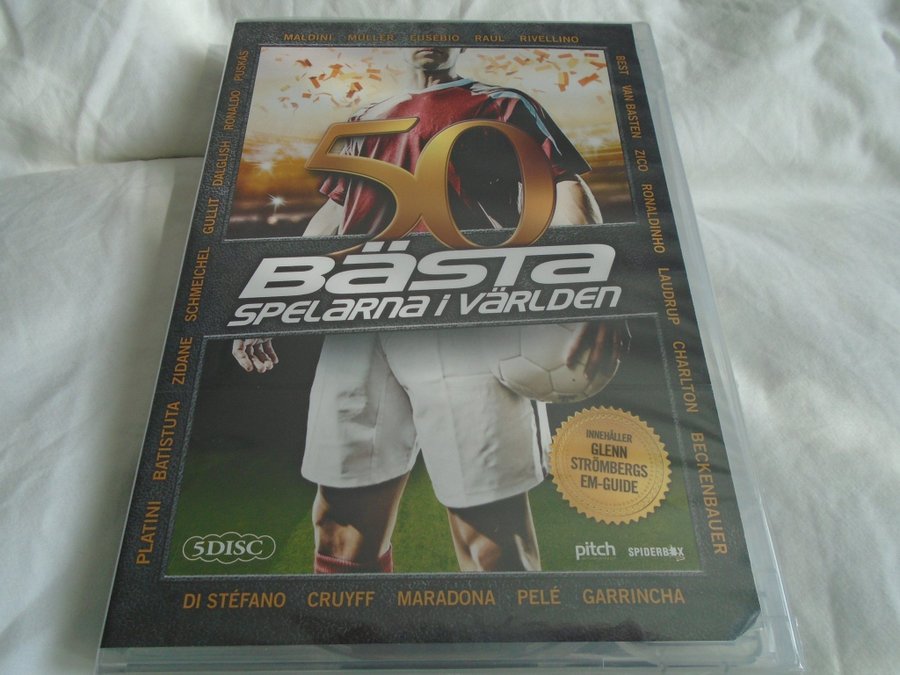 MALDINI MÜLLER EUSÉBIO RAUL RIVELLINO
PLATINI BATISTUTA ZIDANE SCHMEICHEL GULLIT DALGLISH RONALDO PUSKAS
BEST VAN BASTEN ZICO RONALDINHO LAUDRUP CHARLTON BECKENBAUER
50
BÄSTA
SPELARNA I VÄRLDEN
INNEHÅLLER
GLENN
STRÖMBERGS
EM-GUIDE
5DISC
pitch SPIDERBOX
DI STÉFANO CRUYFF MARADONA PELÉ GARRINCHA